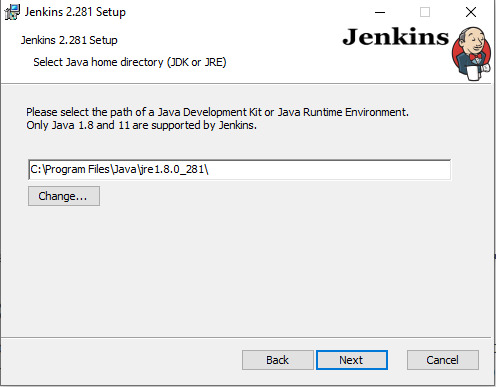 Jenkins 2.281 Setup
Jenkins 2.281 Setup
Jenkins
Select Java home directory (JDK or JRE)
Please select the path of a Java Development Kit or Java Runtime Environment.
Only Java 1.8 and 11 are supported by Jenkins.
C:\Program Files\Java\jre1.8.0_281\
Change...
Back
Next
Cancel